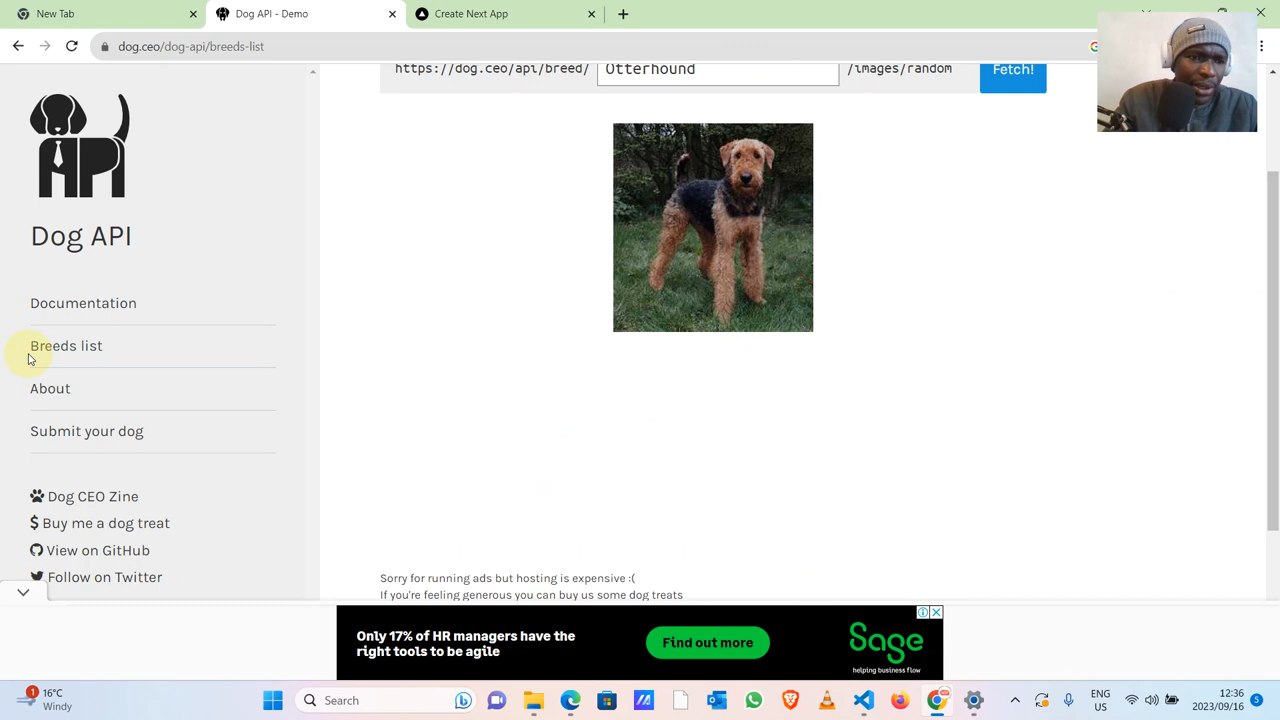 New Tab
Dog API - Demo
Create Next App
dog.ceo/dog-api/breeds-list
https://dog.ceo/api/breed/ Otterhound /images/random Fetch!
API
Dog API
Documentation
Breeds list
About
Submit your dog
Dog CEO Zine
Buy me a dog treat
View on GitHub
Follow on Twitter
Sorry for running ads but hosting is expensive :(
If you're feeling generous you can buy us some dog treats
Only 17% of HR managers have the
right tools to be agile
Find out more
Sage
helping business flow
1
16°C
Windy
Search
ENG
US
12:36
2023/09/16
5